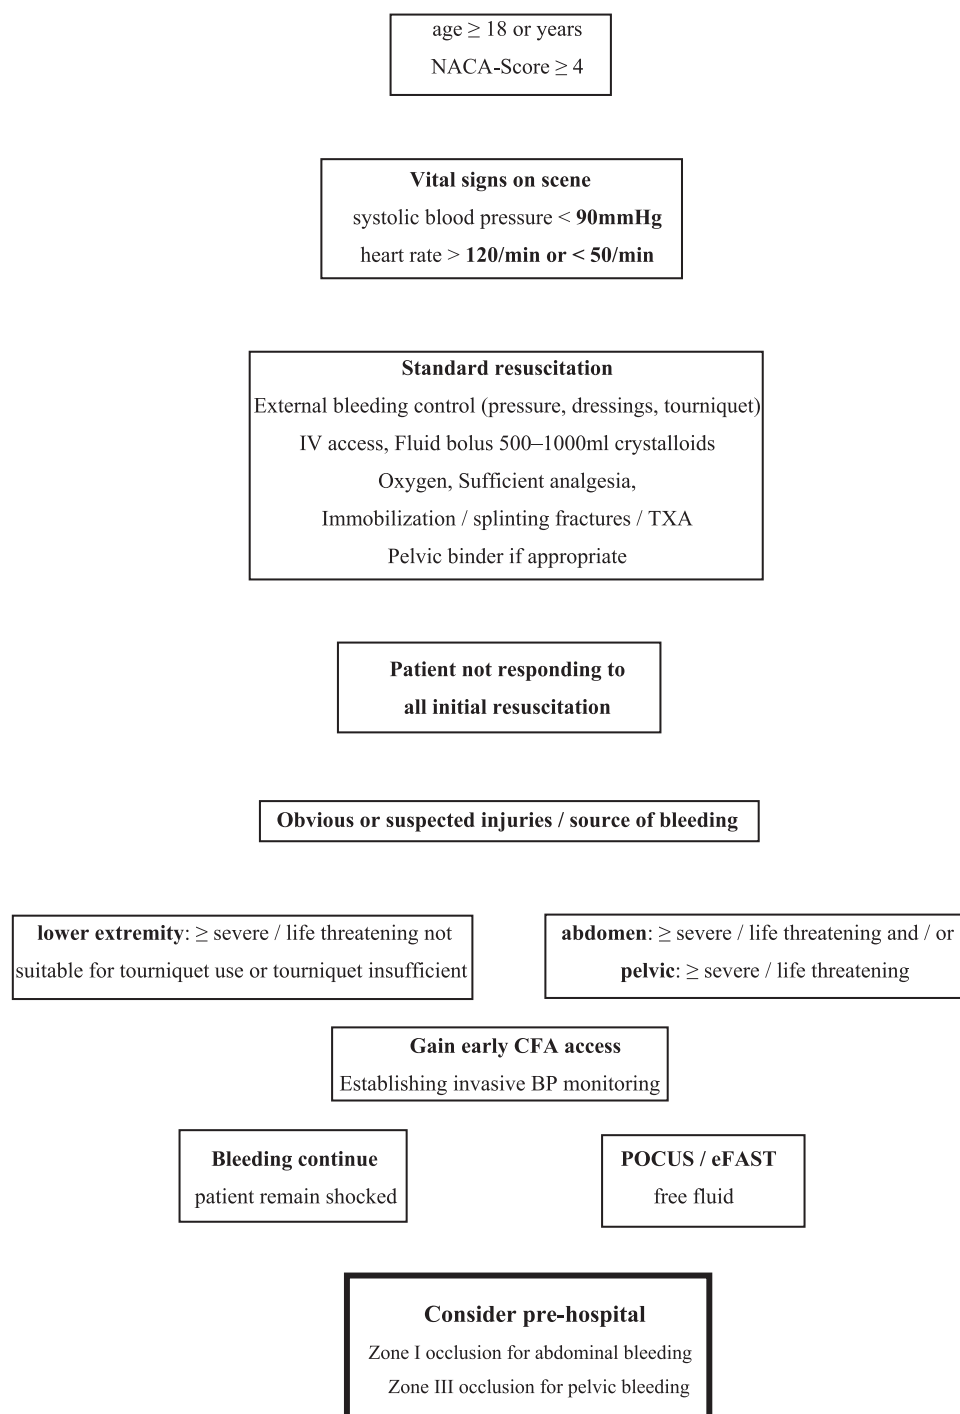 age ≥ 18 or years
NACA-Score ≥ 4
Vital signs on scene
systolic blood pressure < 90mmHg
heart rate > 120/min or < 50/min
Standard resuscitation
External bleeding control (pressure, dressings, tourniquet)
IV access, Fluid bolus 500–1000ml crystalloids
Oxygen, Sufficient analgesia,
Immobilization / splinting fractures / TXA
Pelvic binder if appropriate
Patient not responding to
all initial resuscitation
Obvious or suspected injuries / source of bleeding
lower extremity: ≥ severe / life threatening not
suitable for tourniquet use or tourniquet insufficient
abdomen: ≥ severe / life threatening and / or
pelvic: ≥ severe / life threatening
Gain early CFA access
Establishing invasive BP monitoring
Bleeding continue
patient remain shocked
POCUS / eFAST
free fluid
Consider pre-hospital
Zone I occlusion for abdominal bleeding
Zone III occlusion for pelvic bleeding